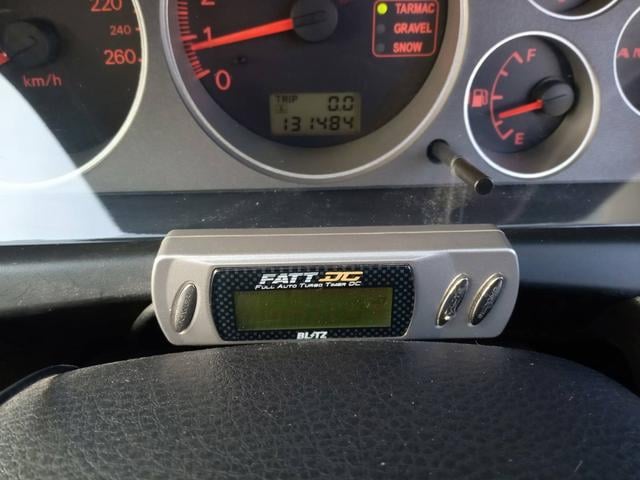 220
240
260
km/h
2
1
0
TARMAC
GRAVEL
SNOW
TRIP
A 0.0
131484
F
E
AM
FATT DC
FULL AUTO TURBO TIMER DC
BLITZ